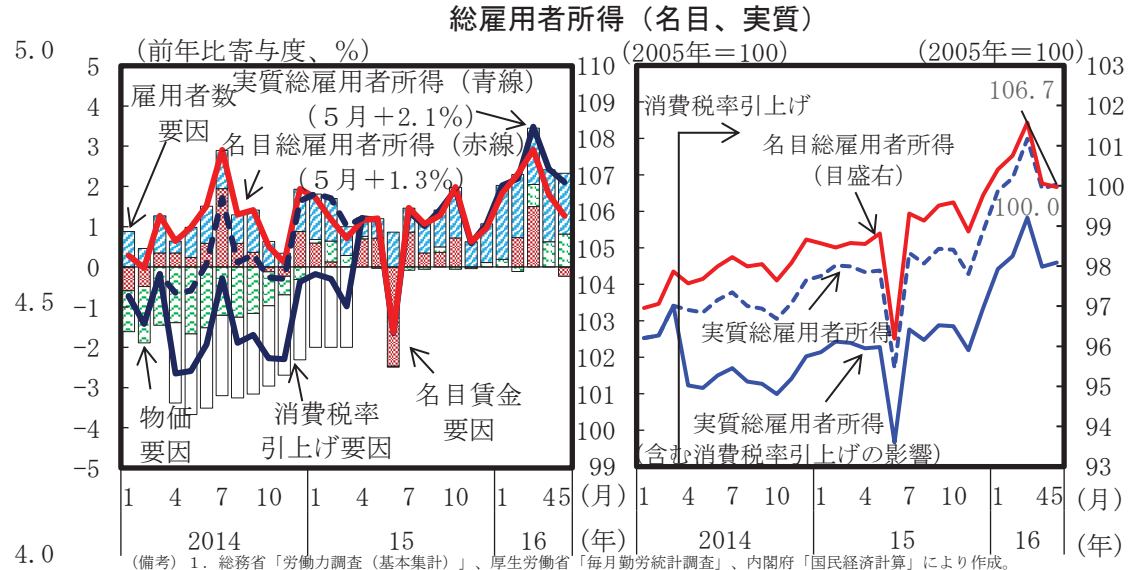 総雇用者所得（名目、実質）
5.0
4.5
4.0
（前年比寄与度、%）
5
4
3
2
1
0
-1
-2
-3
-4
-5
雇用者数
要因
実質総雇用者所得（青線）
（５月＋2.1%）
名目総雇用者所得（赤線）
（５月＋1.3%）
物価
要因
消費税率
引上げ要因
名目賃金
要因
1 4 7 10 1 4 7 10 1 45 (月)
2014 15 16 (年)
(2005年＝100)
110
109
108
107
106
105
104
103
102
101
100
99
消費税率引上げ
名目総雇用者所得
(目盛右)
106.7
100.0
実質総雇用者所得
実質総雇用者所得
(含む消費税率引上げの影響)
(2005年＝100)
103
102
101
100
99
98
97
96
95
94
93
1 4 7 10 1 4 7 10 1 45 (月)
2014 15 16 (年)
（備考）１．総務省「労働力調査（基本集計）」、厚生労働省「毎月勤労統計調査」、内閣府「国民経済計算」により作成。